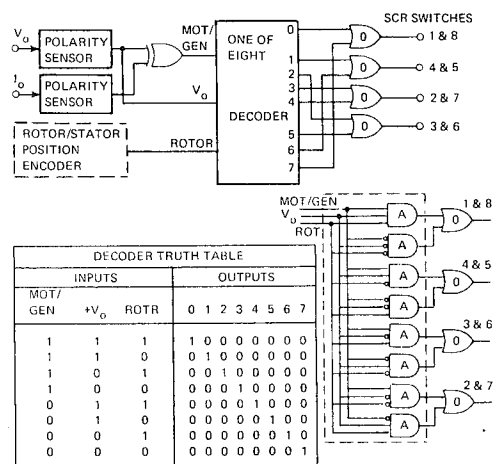 SCR SWITCHES
V₀
POLARITY SENSOR
MOT/GEN
ONE OF EIGHT
DECODER
0
1
2
3
4
5
6
7
0
1 & 8
0
4 & 5
0
2 & 7
0
3 & 6
I₀
POLARITY SENSOR
V₀
ROTOR/STATOR POSITION ENCODER
ROTOR
MOT/GEN
V₀
ROT
A
A
0
1 & 8
A
A
0
4 & 5
A
A
0
3 & 6
A
A
0
2 & 7
DECODER TRUTH TABLE
INPUTS OUTPUTS
MOT/GEN +V₀ ROTR 0 1 2 3 4 5 6 7
1 1 1 1 0 0 0 0 0 0 0
1 1 0 0 1 0 0 0 0 0 0
1 0 1 0 0 1 0 0 0 0 0
1 0 0 0 0 0 1 0 0 0 0
0 1 1 0 0 0 0 1 0 0 0
0 1 0 0 0 0 0 0 1 0 0
0 0 1 0 0 0 0 0 0 1 0
0 0 0 0 0 0 0 0 0 0 1